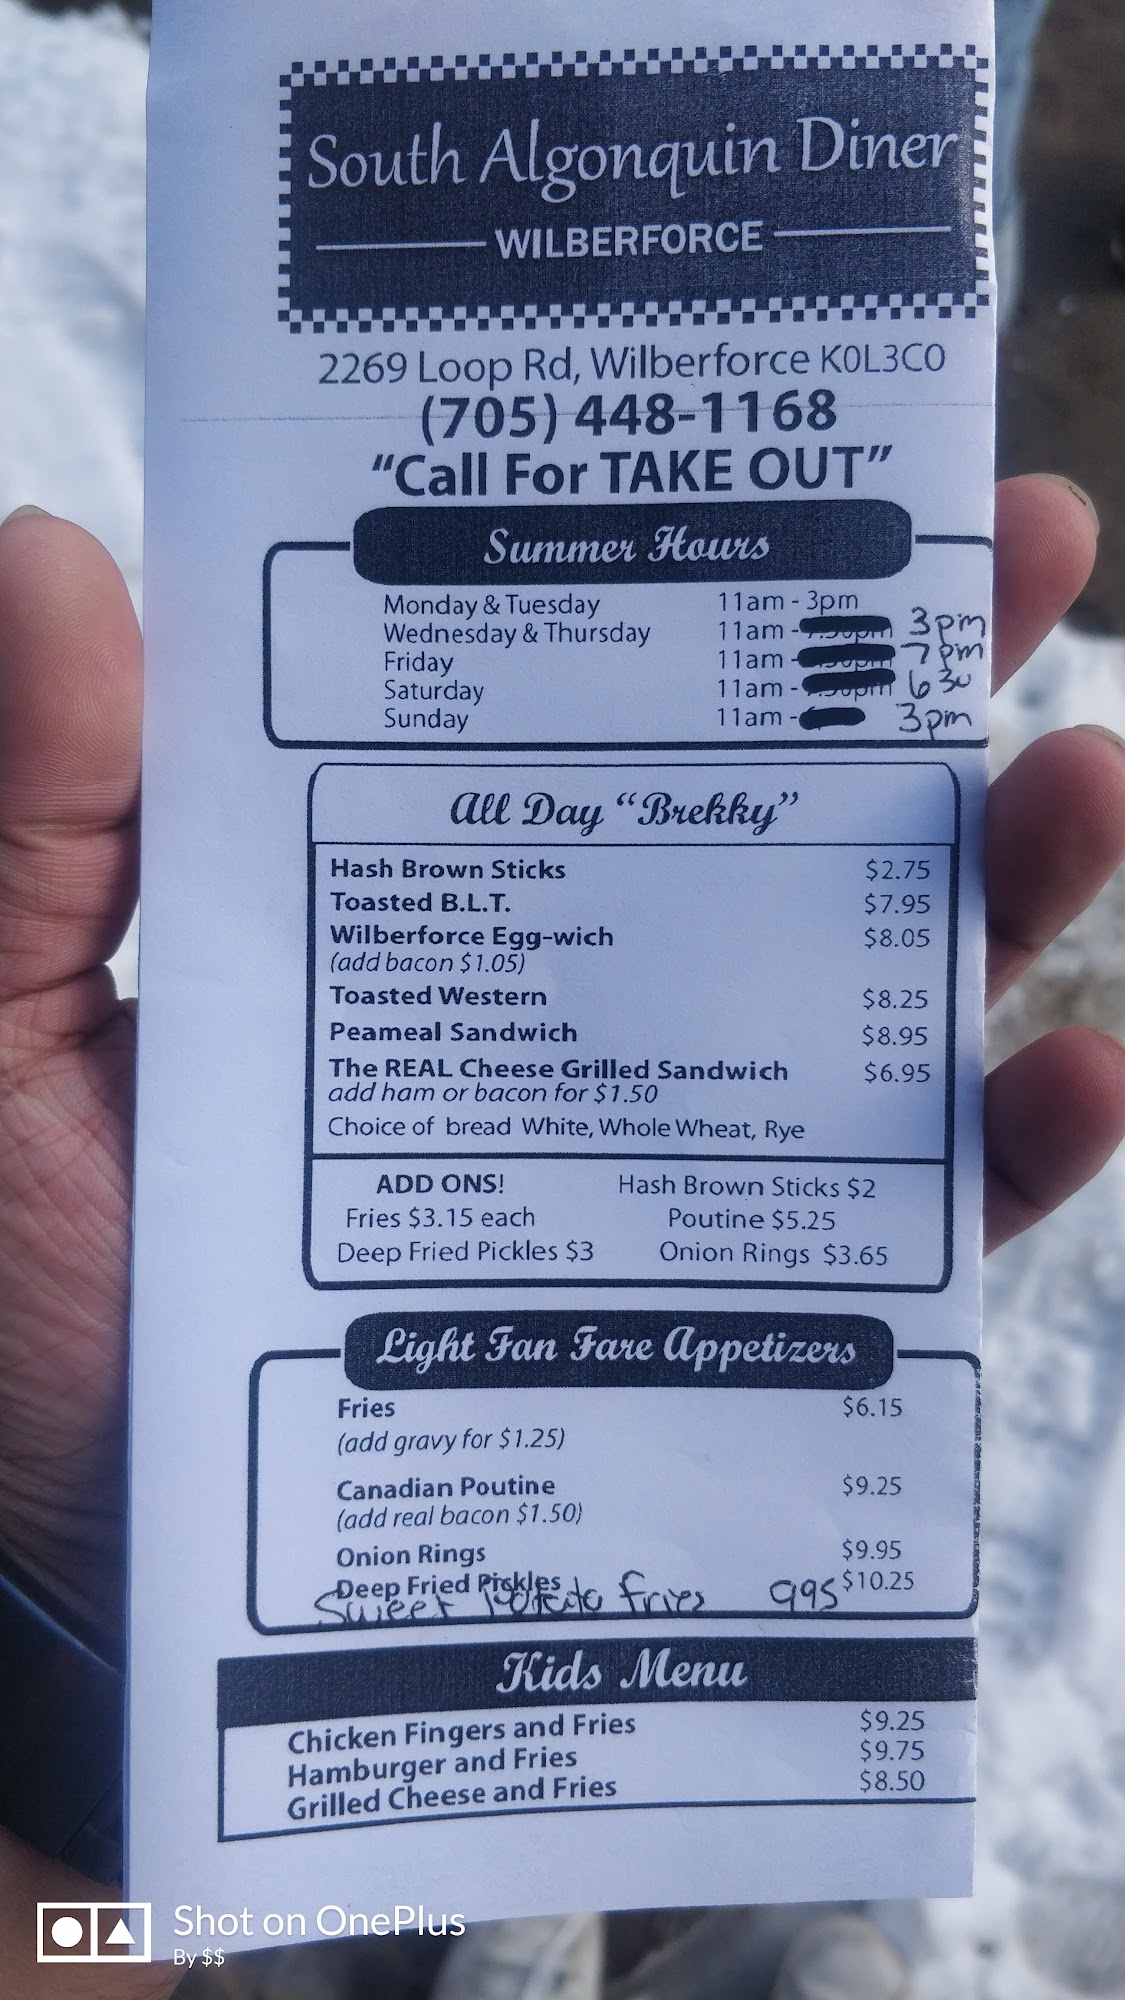 South Algonquin Diner
WILBERFORCE
2269 Loop Rd, Wilberforce K0L3C0
(705) 448-1168
“Call For TAKE OUT”
Summer Hours
Monday & Tuesday 11am - 3pm
Wednesday & Thursday 11am - 3pm
Friday 11am - 7pm
Saturday 11am - 630
Sunday 11am - 3pm
All Day “Brekky”
Hash Brown Sticks $2.75
Toasted B.L.T. $7.95
Wilberforce Egg-wich $8.05
(add bacon $1.05)
Toasted Western $8.25
Peameal Sandwich $8.95
The REAL Cheese Grilled Sandwich $6.95
add ham or bacon for $1.50
Choice of bread White, Whole Wheat, Rye
ADD ONS! Hash Brown Sticks $2
Fries $3.15 each Poutine $5.25
Deep Fried Pickles $3 Onion Rings $3.65
Light Fan Fare Appetizers
Fries $6.15
(add gravy for $1.25)
Canadian Poutine $9.25
(add real bacon $1.50)
Onion Rings $9.95
Deep Fried Pickles $10.25
Sweet Potato fries 995
Kids Menu
Chicken Fingers and Fries $9.25
Hamburger and Fries $9.75
Grilled Cheese and Fries $8.50
Shot on OnePlus
By $$